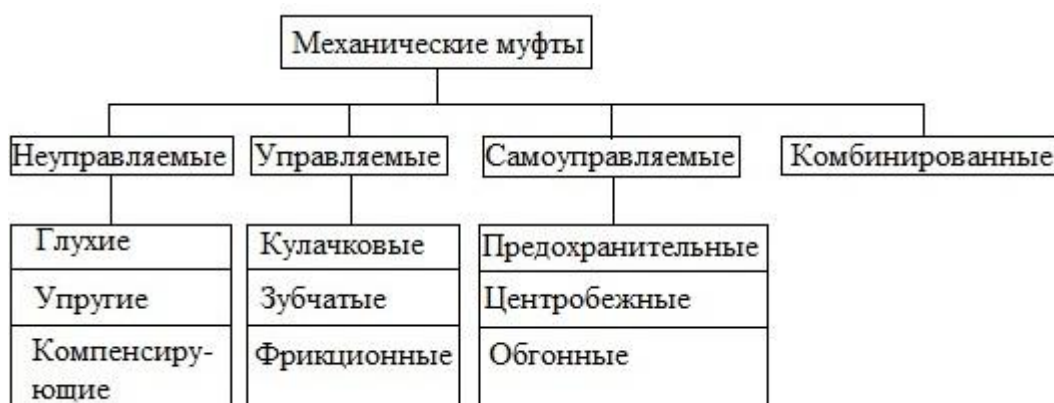 Механические муфты
Неуправляемые
Управляемые
Самоуправляемые
Комбинированные
Глухие
Упругие
Компенсиру-
ющие
Кулачковые
Зубчатые
Фрикционные
Предохранительные
Центробежные
Обгонные